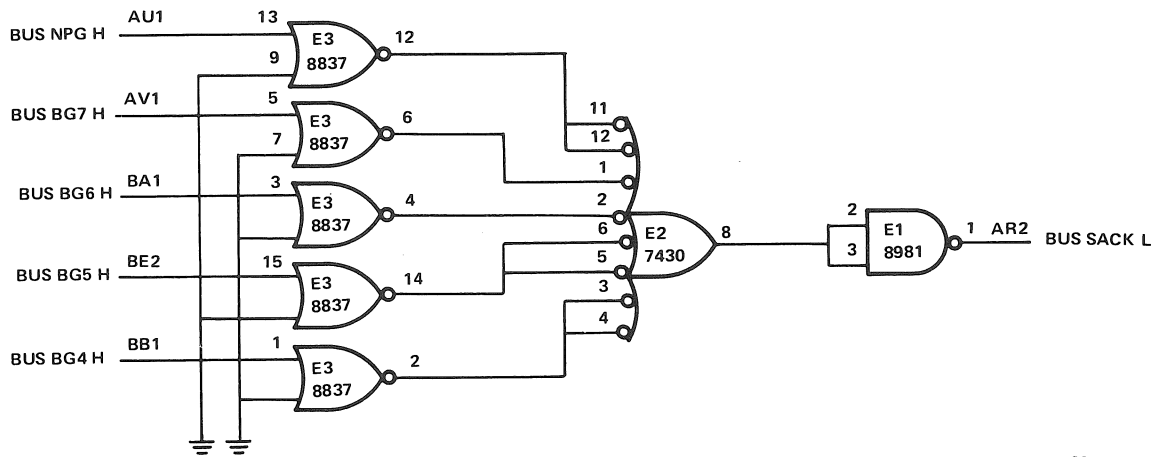 BUS NPG H AU1 13 9 E3 8837 12
BUS BG7 H AV1 5 7 E3 8837 6
BUS BG6 H BA1 3 E3 8837 4
BUS BG5 H BE2 15 E3 8837 14
BUS BG4 H BB1 1 E3 8837 2
11
12
1
2
6
5
3
4
E2
7430
8
2
3
E1
8981
1 AR2 BUS SACK L